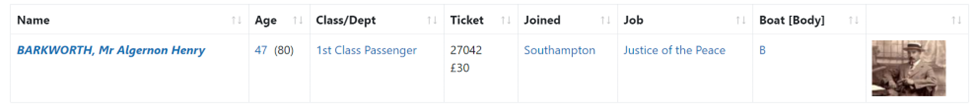 Name Age Class/Dept Ticket Joined Job Boat [Body]
BARKWORTH, Mr Algernon Henry 47 (80) 1st Class Passenger 27042 Southampton Justice of the Peace B
£30